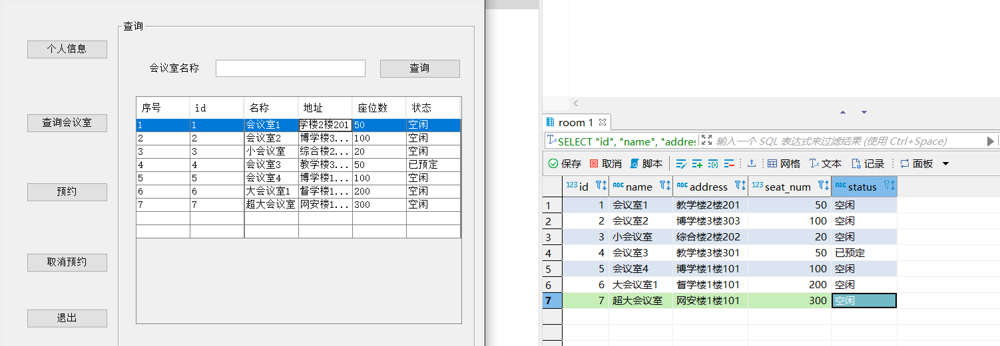 查询
个人信息
会议室名称 查询
查询会议室
预约
取消预约
退出
序号 id 名称 地址 座位数 状态
1 1 会议室1 学楼2楼201 50 空闲
2 2 会议室2 博学楼3... 100 空闲
3 3 小会议室 综合楼2... 20 空闲
4 4 会议室3 教学楼3... 50 已预定
5 5 会议室4 博学楼1... 100 空闲
6 6 大会议室1 督学楼1... 200 空闲
7 7 超大会议室 网安楼1... 300 空闲
room 1
SELECT "id", "name", "addres 输入一个 SQL 表达式来过滤结果 (使用 Ctrl+Space)
保存 取消 脚本 网格 文本 记录 面板
123 id ABC name ABC address 123 seat_num ABC status
1 1 会议室1 教学楼2楼201 50 空闲
2 2 会议室2 博学楼3楼303 100 空闲
3 3 小会议室 综合楼2楼202 20 空闲
4 4 会议室3 教学楼3楼301 50 已预定
5 5 会议室4 博学楼1楼101 100 空闲
6 6 大会议室1 督学楼1楼101 200 空闲
7 7 超大会议室 网安楼1楼101 300 空闲